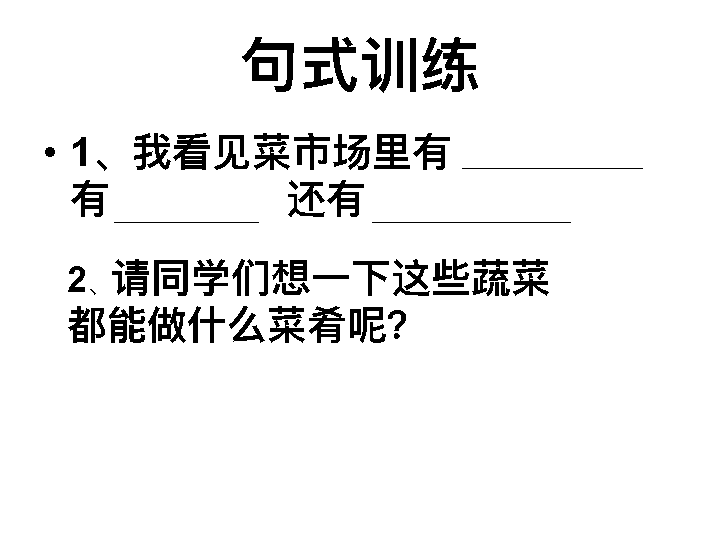 句式训练
• 1、我看见菜市场里有 _________
有 _______ 还有 __________
2、请同学们想一下这些蔬菜
都能做什么菜肴呢?